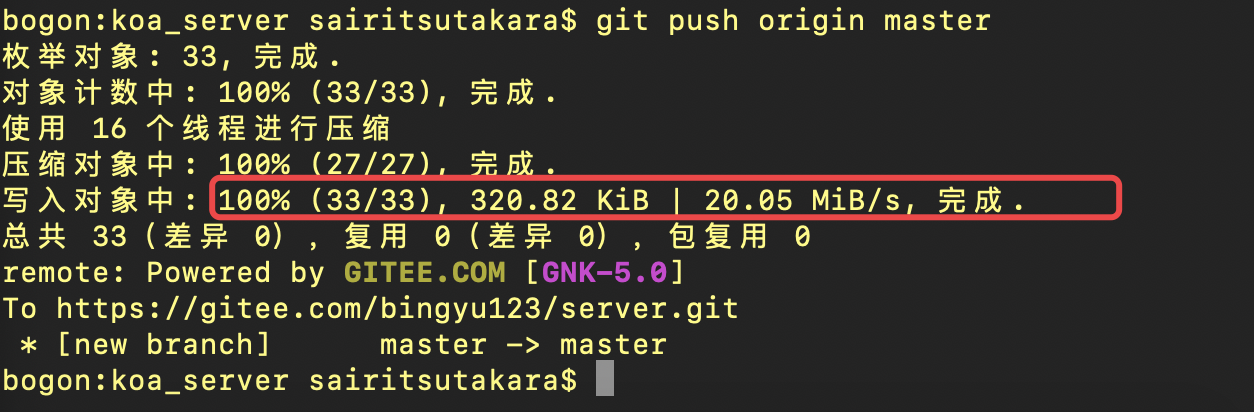 bogon:koa_server sairitsutakara$ git push origin master
枚举对象: 33, 完成.
对象计数中: 100% (33/33), 完成.
使用 16 个线程进行压缩
压缩对象中: 100% (27/27), 完成.
写入对象中: 100% (33/33), 320.82 KiB | 20.05 MiB/s, 完成.
总共 33（差异 0），复用 0（差异 0），包复用 0
remote: Powered by GITEE.COM [GNK-5.0]
To https://gitee.com/bingyu123/server.git
 * [new branch]      master -> master
bogon:koa_server sairitsutakara$